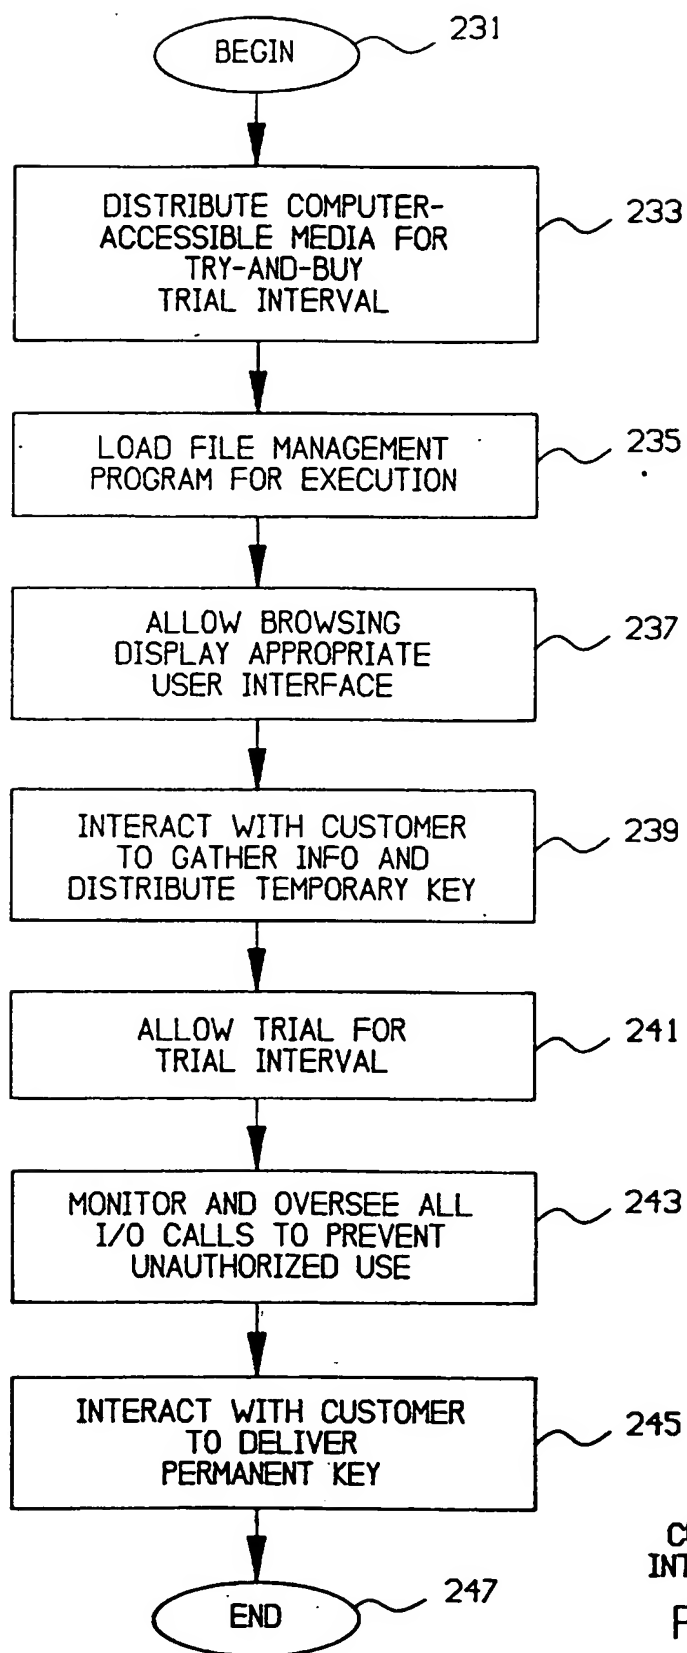 BEGIN
231
DISTRIBUTE COMPUTER-
ACCESSIBLE MEDIA FOR
TRY-AND-BUY
TRIAL INTERVAL
233
LOAD FILE MANAGEMENT
PROGRAM FOR EXECUTION
235
ALLOW BROWSING
DISPLAY APPROPRIATE
USER INTERFACE
237
INTERACT WITH CUSTOMER
TO GATHER INFO AND
DISTRIBUTE TEMPORARY KEY
239
ALLOW TRIAL FOR
TRIAL INTERVAL
241
MONITOR AND OVERSEE ALL
I/O CALLS TO PREVENT
UNAUTHORIZED USE
243
INTERACT WITH CUSTOMER
TO DELIVER
PERMANENT KEY
245
END
247